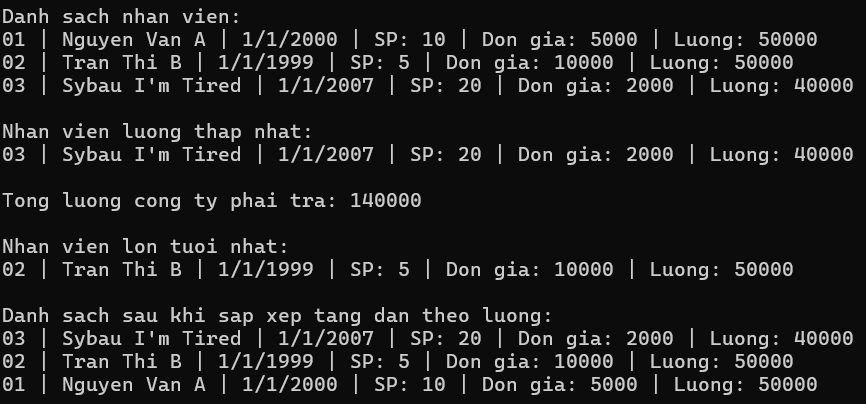 Danh sach nhan vien:
01 | Nguyen Van A | 1/1/2000 | SP: 10 | Don gia: 5000 | Luong: 50000
02 | Tran Thi B | 1/1/1999 | SP: 5 | Don gia: 10000 | Luong: 50000
03 | Sybau I'm Tired | 1/1/2007 | SP: 20 | Don gia: 2000 | Luong: 40000
Nhan vien luong thap nhat:
03 | Sybau I'm Tired | 1/1/2007 | SP: 20 | Don gia: 2000 | Luong: 40000
Tong luong cong ty phai tra: 140000
Nhan vien lon tuoi nhat:
02 | Tran Thi B | 1/1/1999 | SP: 5 | Don gia: 10000 | Luong: 50000
Danh sach sau khi sap xep tang dan theo luong:
03 | Sybau I'm Tired | 1/1/2007 | SP: 20 | Don gia: 2000 | Luong: 40000
02 | Tran Thi B | 1/1/1999 | SP: 5 | Don gia: 10000 | Luong: 50000
01 | Nguyen Van A | 1/1/2000 | SP: 10 | Don gia: 5000 | Luong: 50000